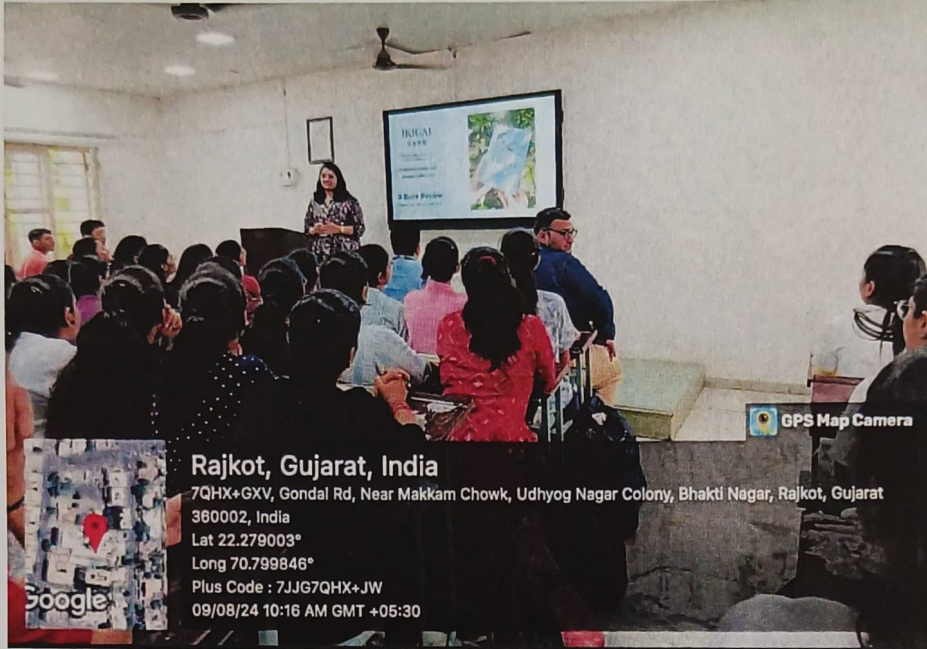 IKIGAI
A Book Review
GPS Map Camera
Rajkot, Gujarat, India
7QHX+GXV, Gondal Rd, Near Makkam Chowk, Udhyog Nagar Colony, Bhakti Nagar, Rajkot, Gujarat
360002, India
Lat 22.279003°
Long 70.799846°
Plus Code : 7JJG7QHX+JW
09/08/24 10:16 AM GMT +05:30
Google